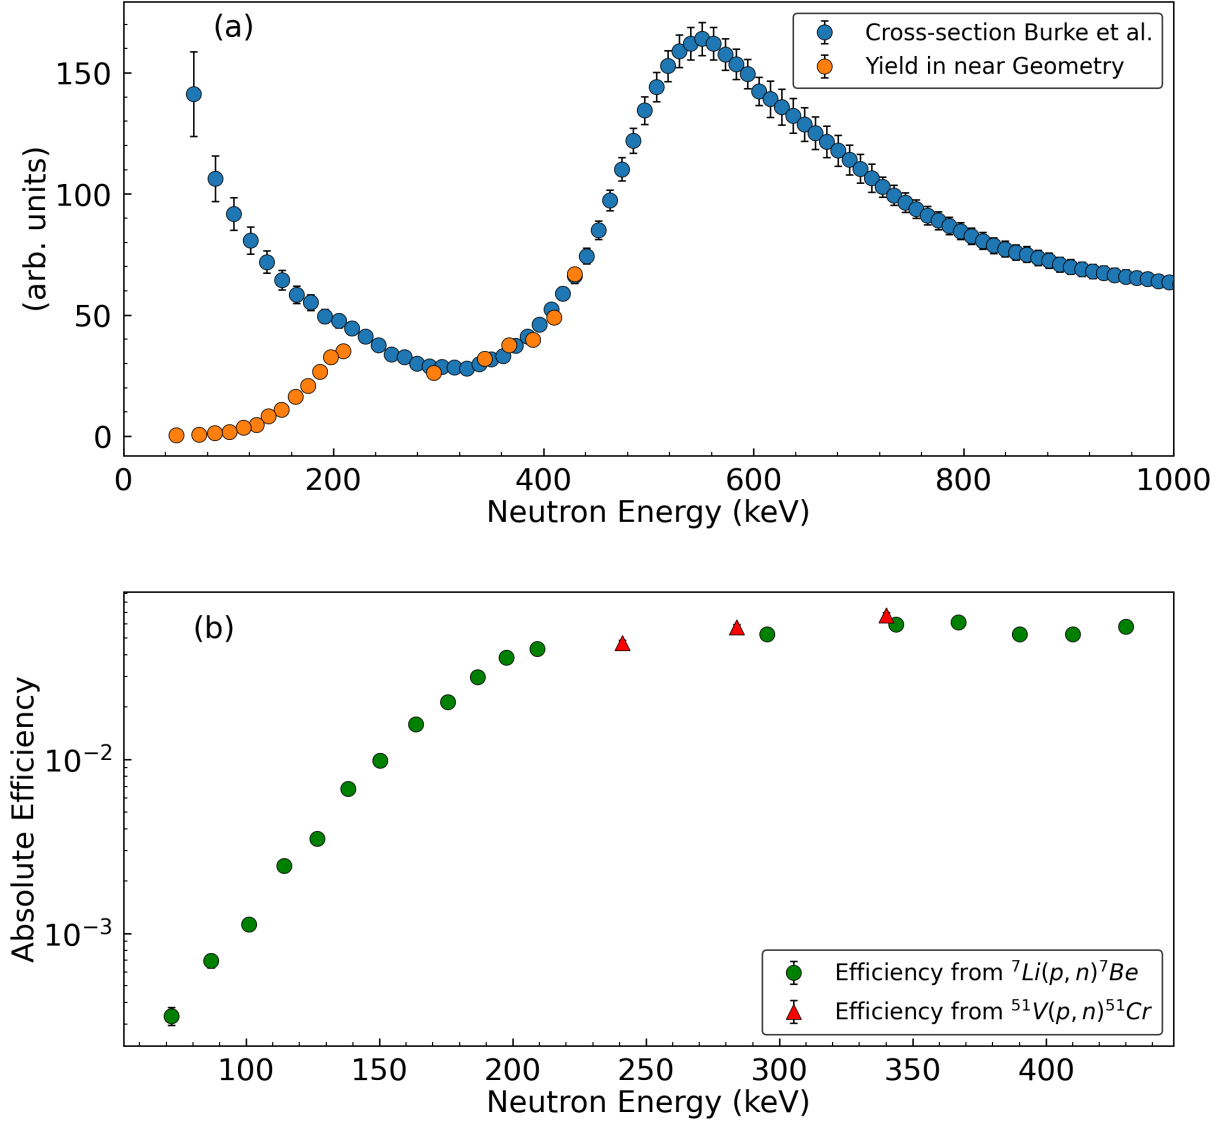 (a)
Cross-section Burke et al.
Yield in near Geometry
(arb. units)
150
100
50
0
0 200 400 600 800 1000
Neutron Energy (keV)
(b)
Absolute Efficiency
10⁻²
10⁻³
Efficiency from ⁷Li(p, n)⁷Be
Efficiency from ⁵¹V(p, n)⁵¹Cr
100 150 200 250 300 350 400
Neutron Energy (keV)